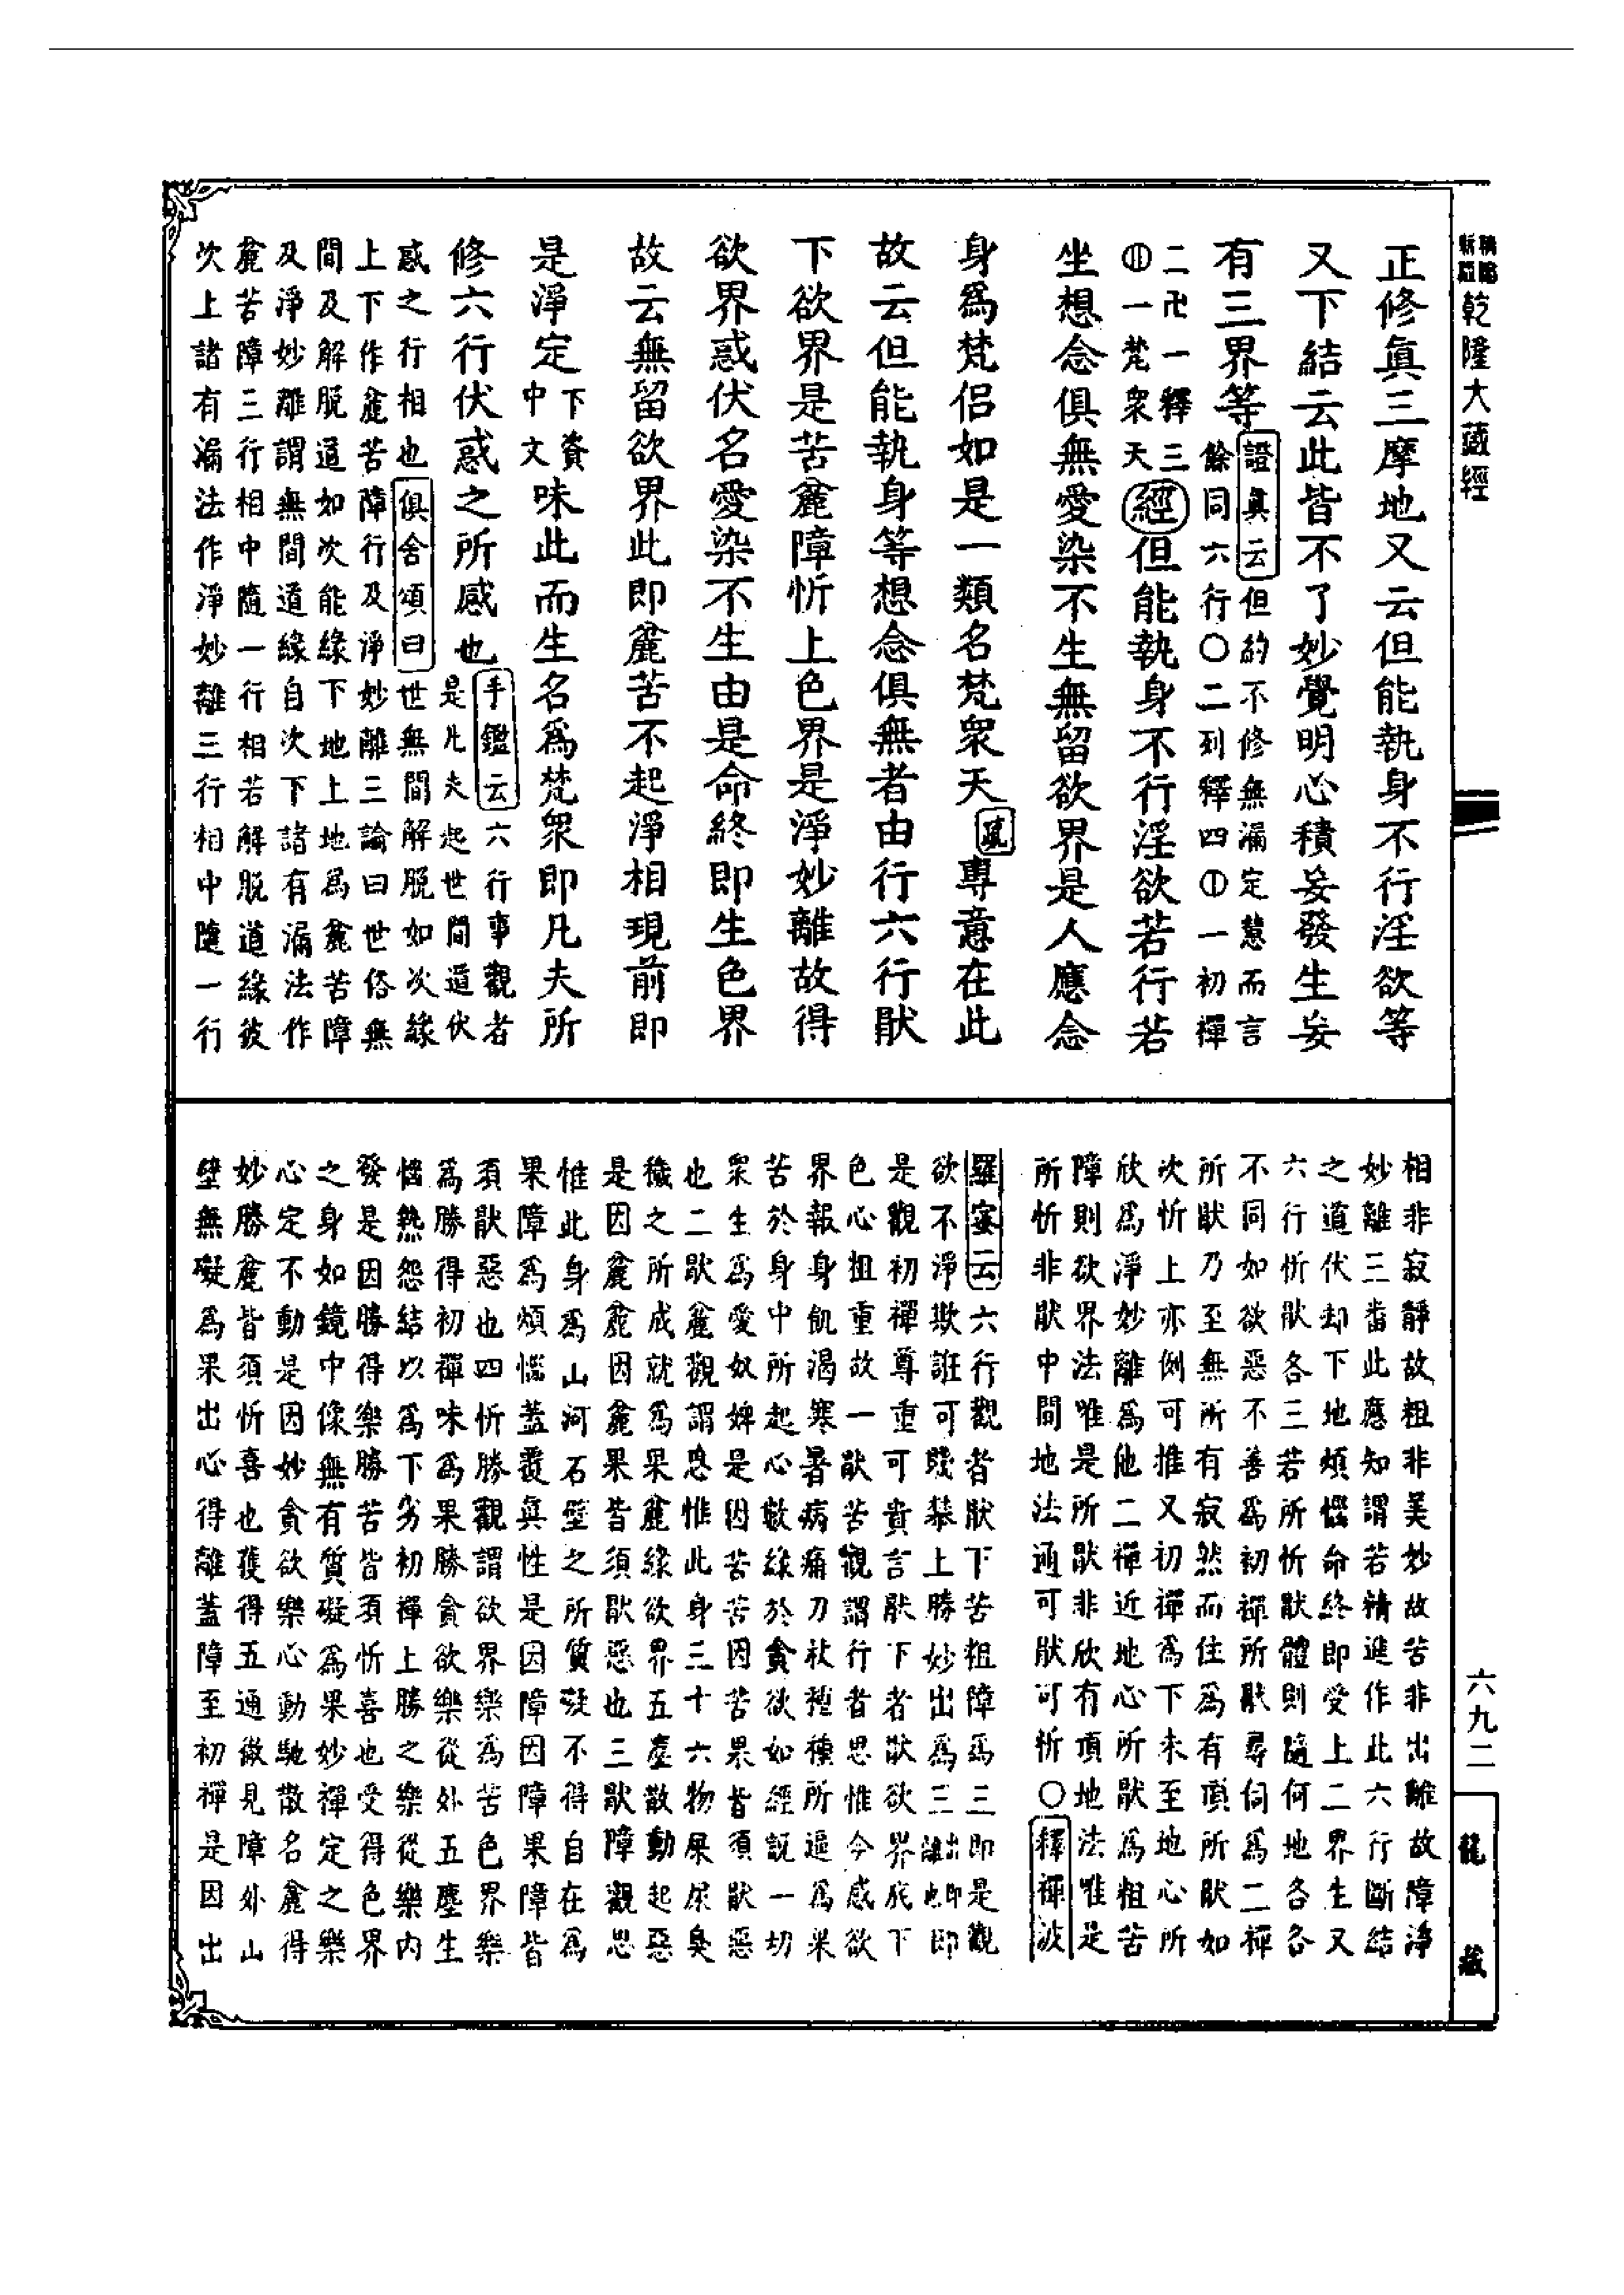 乾隆大藏經
正修眞三摩地又云但能執身不行淫欲等
又下結云此皆不了妙覺明心積妄發生妄
有三界等
證眞云但約不修無漏定慧而言
餘同六行〇二列釋四①一初禪
二卍一釋三
一梵衆天
經但能執身不行淫欲若行若
坐想念俱無愛染不生無留欲界是人應念
身爲梵侶如是一類名梵衆天
專意在此
故云但能執身等想念俱無者由行六行猒
下欲界是苦麄障忻上色界是淨妙離故得
欲界惑伏名愛染不生由是命終即生色界
故云無留欲界此即麄苦不起淨相現前即
是淨定
下資
中文
味此而生名爲梵衆即凡夫所
修六行伏惑之所感也
手鑑云六行事觀者
是凡夫起世間道伏
惑之行相也俱舍頌曰世無間解脫如次緣
上下作麄苦障行及淨妙離三論曰世俗無
間及解脫道如次能緣下地上地爲麄苦障
及淨妙離謂無間道緣自次下諸有漏法作
麄苦障三行相中隨一行相若解脫道緣彼
次上諸有漏法作淨妙離三行相中隨一行
相非寂靜故粗非美妙故苦非出離故障淨
妙離三畨此應知謂若精進作此六行斷結
之道伏却下地煩惱命終即受上二界生又
六行忻猒各三若所忻猒體則隨何地各各
不同如欲惡不善爲初禪所猒尋伺爲二禪
所猒乃至無所有寂然而住爲有頂所猒如
次忻上亦例可推又初禪爲下未至地心所
欣爲淨妙離爲他二禪近地心所猒爲粗苦
障則欲界法唯是所猒非欣有頂地法唯是
所忻非猒中間地法通可猒可忻〇釋禪波
羅蜜云六行觀者猒下苦粗障爲三即是觀
欲不淨欺誑可賤攀上勝妙出爲三
出即
離也
即
是觀初禪尊重可貴言猒下者猒欲界底下
色心粗重故一猒苦觀謂行者思惟今感欲
界報身飢渴寒暑病痛刀杖種種所逼爲果
苦於身中所起心數緣於貪欲如經説一切
衆生爲愛奴婢是因苦苦因苦果皆須猒惡
也二猒麄觀謂思惟此身三十六物屎尿臭
穢之所成就爲果麄緣欲界五塵散動起惡
是因麄麄因麄果皆須猒惡也三猒障觀思
惟此身爲山河石壁之所質礙不得自在爲
果障爲煩惱蓋覆眞性是因障因障果障皆
須猒惡也四忻勝觀謂欲界樂爲苦色界樂
爲勝得初禪味爲果勝貪欲樂從外五塵生
惱熱怨結以爲下劣初禪上勝之樂從樂内
發是因勝得樂勝苦皆須忻喜也受得色界
之身如鏡中像無有質礙爲果妙禪定之樂
心定不動是因妙貪欲樂心動馳散名麄得
妙勝麄皆須忻喜也獲得五通徹見障外山
壁無礙爲果出心得離蓋障至初禪是因出
六九二
龍藏